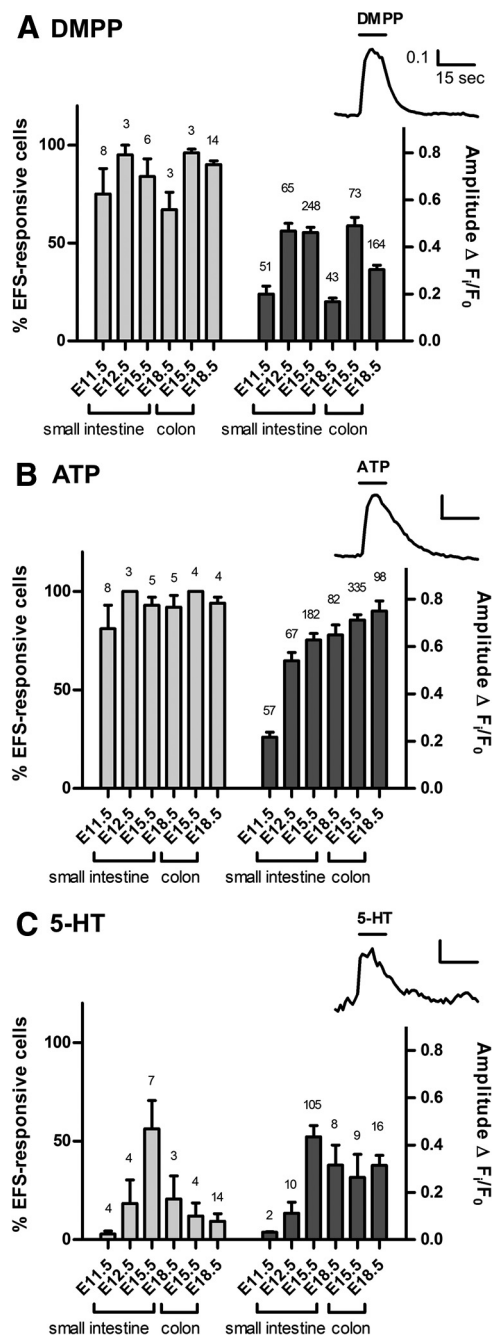 A DMPP
DMPP
0.1
15 sec
% EFS-responsive cells
100
50
0
8
3
6
3
3
14
51
65
248
43
73
164
0.8
0.6
0.4
0.2
0.0
Amplitude Δ Fi/F0
E11.5 E12.5 E15.5 E18.5 E15.5 E18.5
E11.5 E12.5 E15.5 E18.5 E15.5 E18.5
small intestine colon small intestine colon
B ATP
ATP
% EFS-responsive cells
100
50
0
8
3
5
5
4
4
57
67
182
82
335
98
0.8
0.6
0.4
0.2
0.0
Amplitude Δ Fi/F0
E11.5 E12.5 E15.5 E18.5 E15.5 E18.5
E11.5 E12.5 E15.5 E18.5 E15.5 E18.5
small intestine colon small intestine colon
C 5-HT
5-HT
% EFS-responsive cells
100
50
0
4
4
7
3
4
14
2
10
105
8
9
16
0.8
0.6
0.4
0.2
0.0
Amplitude Δ Fi/F0
E11.5 E12.5 E15.5 E18.5 E15.5 E18.5
E11.5 E12.5 E15.5 E18.5 E15.5 E18.5
small intestine colon small intestine colon